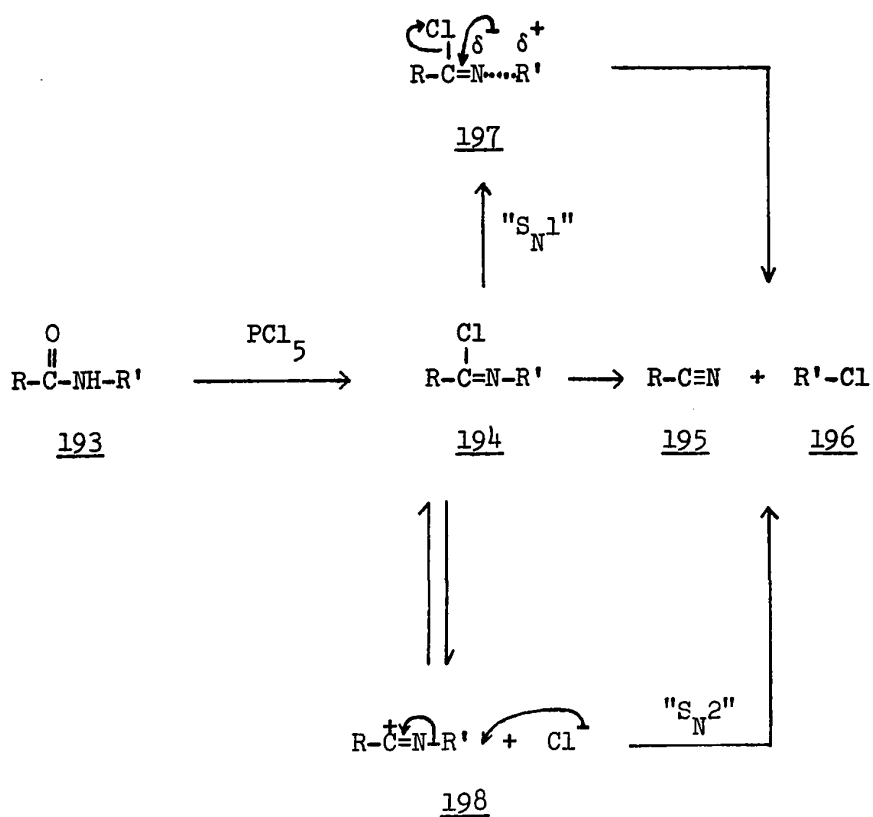 Cl δ- δ+
R-C=N·····R'
197
"SN1"
O Cl
PCl5
R-C-NH-R' R-C=N-R' R-C≡N + R'-Cl
193 194 195 196
"SN2"
R-C+=N-R' + Cl-
198